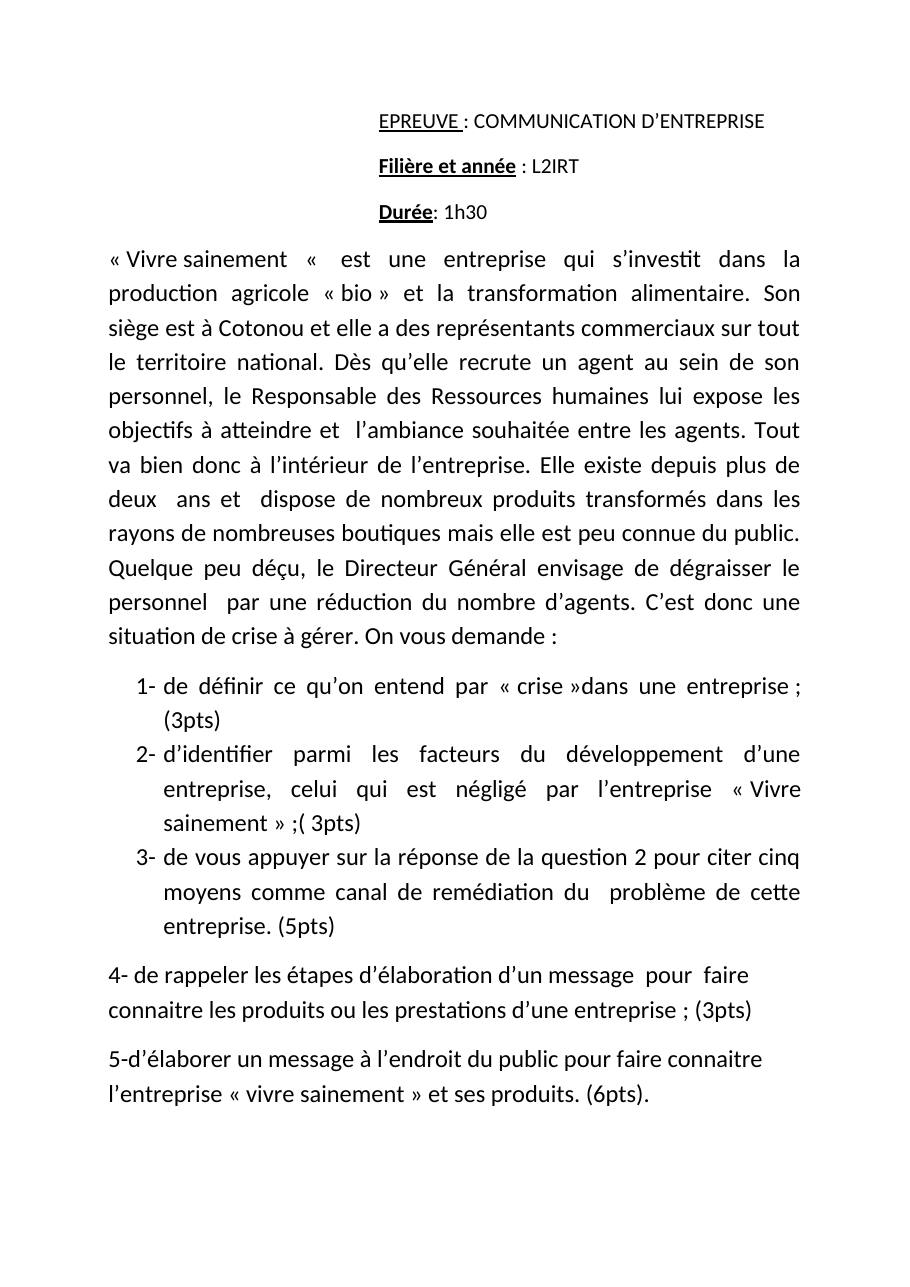 EPREUVE : COMMUNICATION D’ENTREPRISE
Filière et année : L2IRT
Durée: 1h30
« Vivre sainement « est une entreprise qui s’investit dans la
production agricole « bio » et la transformation alimentaire. Son
siège est à Cotonou et elle a des représentants commerciaux sur tout
le territoire national. Dès qu’elle recrute un agent au sein de son
personnel, le Responsable des Ressources humaines lui expose les
objectifs à atteindre et l’ambiance souhaitée entre les agents. Tout
va bien donc à l’intérieur de l’entreprise. Elle existe depuis plus de
deux ans et dispose de nombreux produits transformés dans les
rayons de nombreuses boutiques mais elle est peu connue du public.
Quelque peu déçu, le Directeur Général envisage de dégraisser le
personnel par une réduction du nombre d’agents. C’est donc une
situation de crise à gérer. On vous demande :
1- de définir ce qu’on entend par « crise »dans une entreprise ;
(3pts)
2- d’identifier parmi les facteurs du développement d’une
entreprise, celui qui est négligé par l’entreprise « Vivre
sainement » ;( 3pts)
3- de vous appuyer sur la réponse de la question 2 pour citer cinq
moyens comme canal de remédiation du problème de cette
entreprise. (5pts)
4- de rappeler les étapes d’élaboration d’un message pour faire
connaitre les produits ou les prestations d’une entreprise ; (3pts)
5-d’élaborer un message à l’endroit du public pour faire connaitre
l’entreprise « vivre sainement » et ses produits. (6pts).